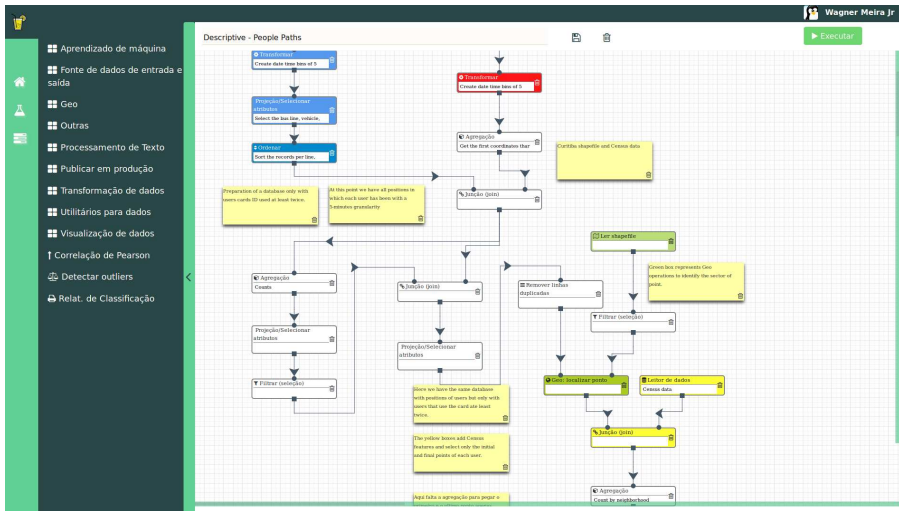 Wagner Meira Jr
Descriptive - People Paths
Executar
Aprendizado de máquina
Fonte de dados de entrada e
saída
Geo
Outras
Processamento de Texto
Publicar em produção
Transformação de dados
Utilitários para dados
Visualização de dados
Correlação de Pearson
Detectar outliers
Relat. de Classificação
Transformar
Create date time bins of 5
Transformar
Create date time bins of 5
Projeção/Selecionar
atributos
Select the bus line, vehicle,
Ordenar
Sort the records per line,
Agregação
Get the first coordinates that
Curitiba shapefile and Census data
Preparation of a database only with
users cards ID used at least twice.
At this point we have all positions in
which each user has been with a
5-minutes granularity
Junção (join)
Ler shapefile
Green box represents Geo
operations to identify the sector of
point.
Agregação
Counts
Junção (join)
Remover linhas
duplicadas
Filtrar (seleção)
Projeção/Selecionar
atributos
Projeção/Selecionar
atributos
Filtrar (seleção)
Geo: localizar ponto
Leitor de dados
Census data
Here we have the same database
with positions of users but only with
users that use the card ate least
twice.
Junção (join)
The yellow boxes add Census
features and select only the initial
and final points of each user.
Agregação
Count by neighborhood
Aqui falta a agregação para pegar o